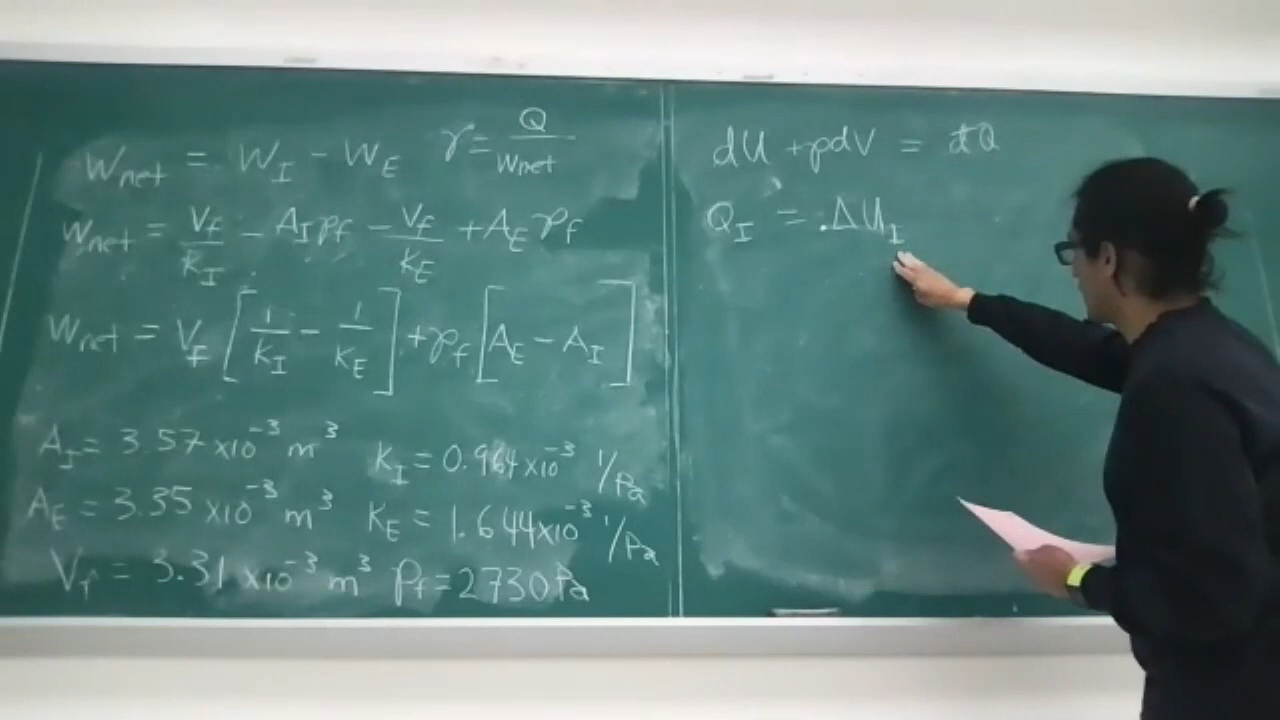 W_net = W_I - W_E   γ = Q / W_net
W_net = V_f / K_I - A_I p_f - V_f / K_E + A_E p_f
W_net = V_f [ 1 / K_I - 1 / K_E ] + p_f [ A_E - A_I ]
A_I = 3.57 x10^-3 m^3   K_I = 0.964 x10^-3 1/Pa
A_E = 3.35 x10^-3 m^3   K_E = 1.644 x10^-3 1/Pa
V_f = 3.31 x10^-3 m^3   P_f = 2730 Pa
dU + pdV = đQ
Q_I = ΔU_I